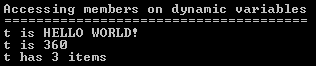 Accessing members on dynamic variables
======================================
t is HELLO WORLD!
t is 360
t has 3 items